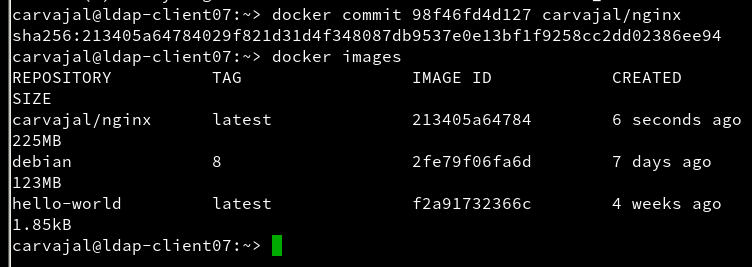 carvajal@ldap-client07:~> docker commit 98f46fd4d127 carvajal/nginx
sha256:213405a64784029f821d31d4f348087db9537e0e13bf1f9258cc2dd02386ee94
carvajal@ldap-client07:~> docker images
REPOSITORY TAG IMAGE ID CREATED
SIZE
carvajal/nginx latest 213405a64784 6 seconds ago
225MB
debian 8 2fe79f06fa6d 7 days ago
123MB
hello-world latest f2a91732366c 4 weeks ago
1.85kB
carvajal@ldap-client07:~>